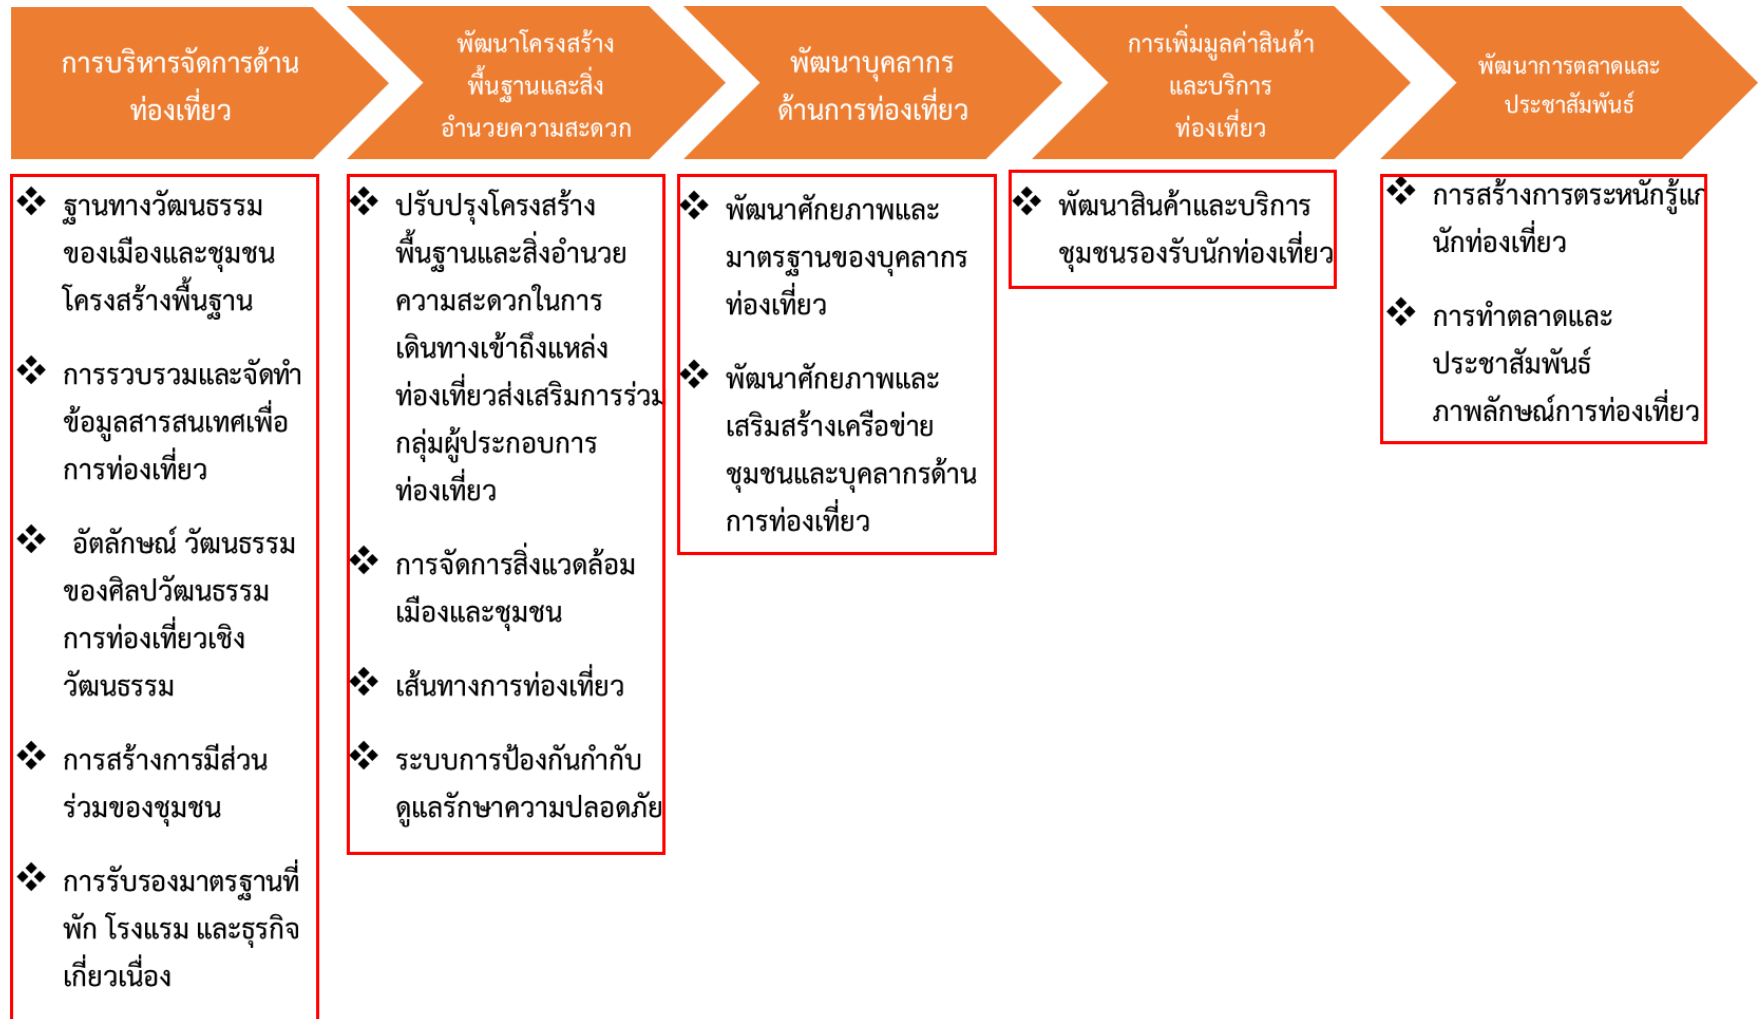 การบริหารจัดการด้าน
ท่องเที่ยว
พัฒนาโครงสร้าง
พื้นฐานและสิ่ง
อำนวยความสะดวก
พัฒนาบุคลากร
ด้านการท่องเที่ยว
การเพิ่มมูลค่าสินค้า
และบริการ
ท่องเที่ยว
พัฒนาการตลาดและ
ประชาสัมพันธ์
❖ ฐานทางวัฒนธรรม
ของเมืองและชุมชน
โครงสร้างพื้นฐาน
❖ การรวบรวมและจัดทำ
ข้อมูลสารสนเทศเพื่อ
การท่องเที่ยว
❖ อัตลักษณ์ วัฒนธรรม
ของศิลปวัฒนธรรม
การท่องเที่ยวเชิง
วัฒนธรรม
❖ การสร้างการมีส่วน
ร่วมของชุมชน
❖ การรับรองมาตรฐานที่
พัก โรงแรม และธุรกิจ
เกี่ยวเนื่อง
❖ ปรับปรุงโครงสร้าง
พื้นฐานและสิ่งอำนวย
ความสะดวกในการ
เดินทางเข้าถึงแหล่ง
ท่องเที่ยวส่งเสริมการร่วม
กลุ่มผู้ประกอบการ
ท่องเที่ยว
❖ การจัดการสิ่งแวดล้อม
เมืองและชุมชน
❖ เส้นทางการท่องเที่ยว
❖ ระบบการป้องกันกำกับ
ดูแลรักษาความปลอดภัย
❖ พัฒนาศักยภาพและ
มาตรฐานของบุคลากร
ท่องเที่ยว
❖ พัฒนาศักยภาพและ
เสริมสร้างเครือข่าย
ชุมชนและบุคลากรด้าน
การท่องเที่ยว
❖ พัฒนาสินค้าและบริการ
ชุมชนรองรับนักท่องเที่ยว
❖ การสร้างการตระหนักรู้แก่
นักท่องเที่ยว
❖ การทำตลาดและ
ประชาสัมพันธ์
ภาพลักษณ์การท่องเที่ยว